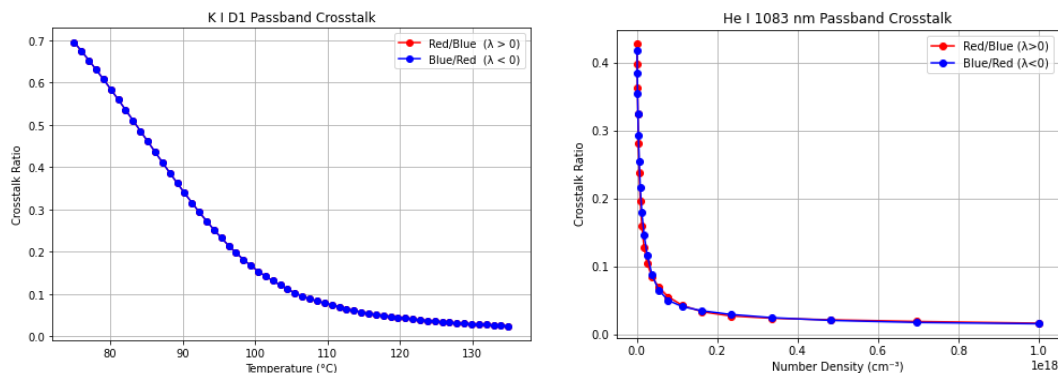 K I D1 Passband Crosstalk
Red/Blue (λ > 0)
Blue/Red (λ < 0)
Crosstalk Ratio
0.7
0.6
0.5
0.4
0.3
0.2
0.1
0.0
80 90 100 110 120 130
Temperature (°C)
He I 1083 nm Passband Crosstalk
Red/Blue (λ>0)
Blue/Red (λ<0)
Crosstalk Ratio
0.4
0.3
0.2
0.1
0.0
0.0 0.2 0.4 0.6 0.8 1.0
1e18
Number Density (cm⁻³)